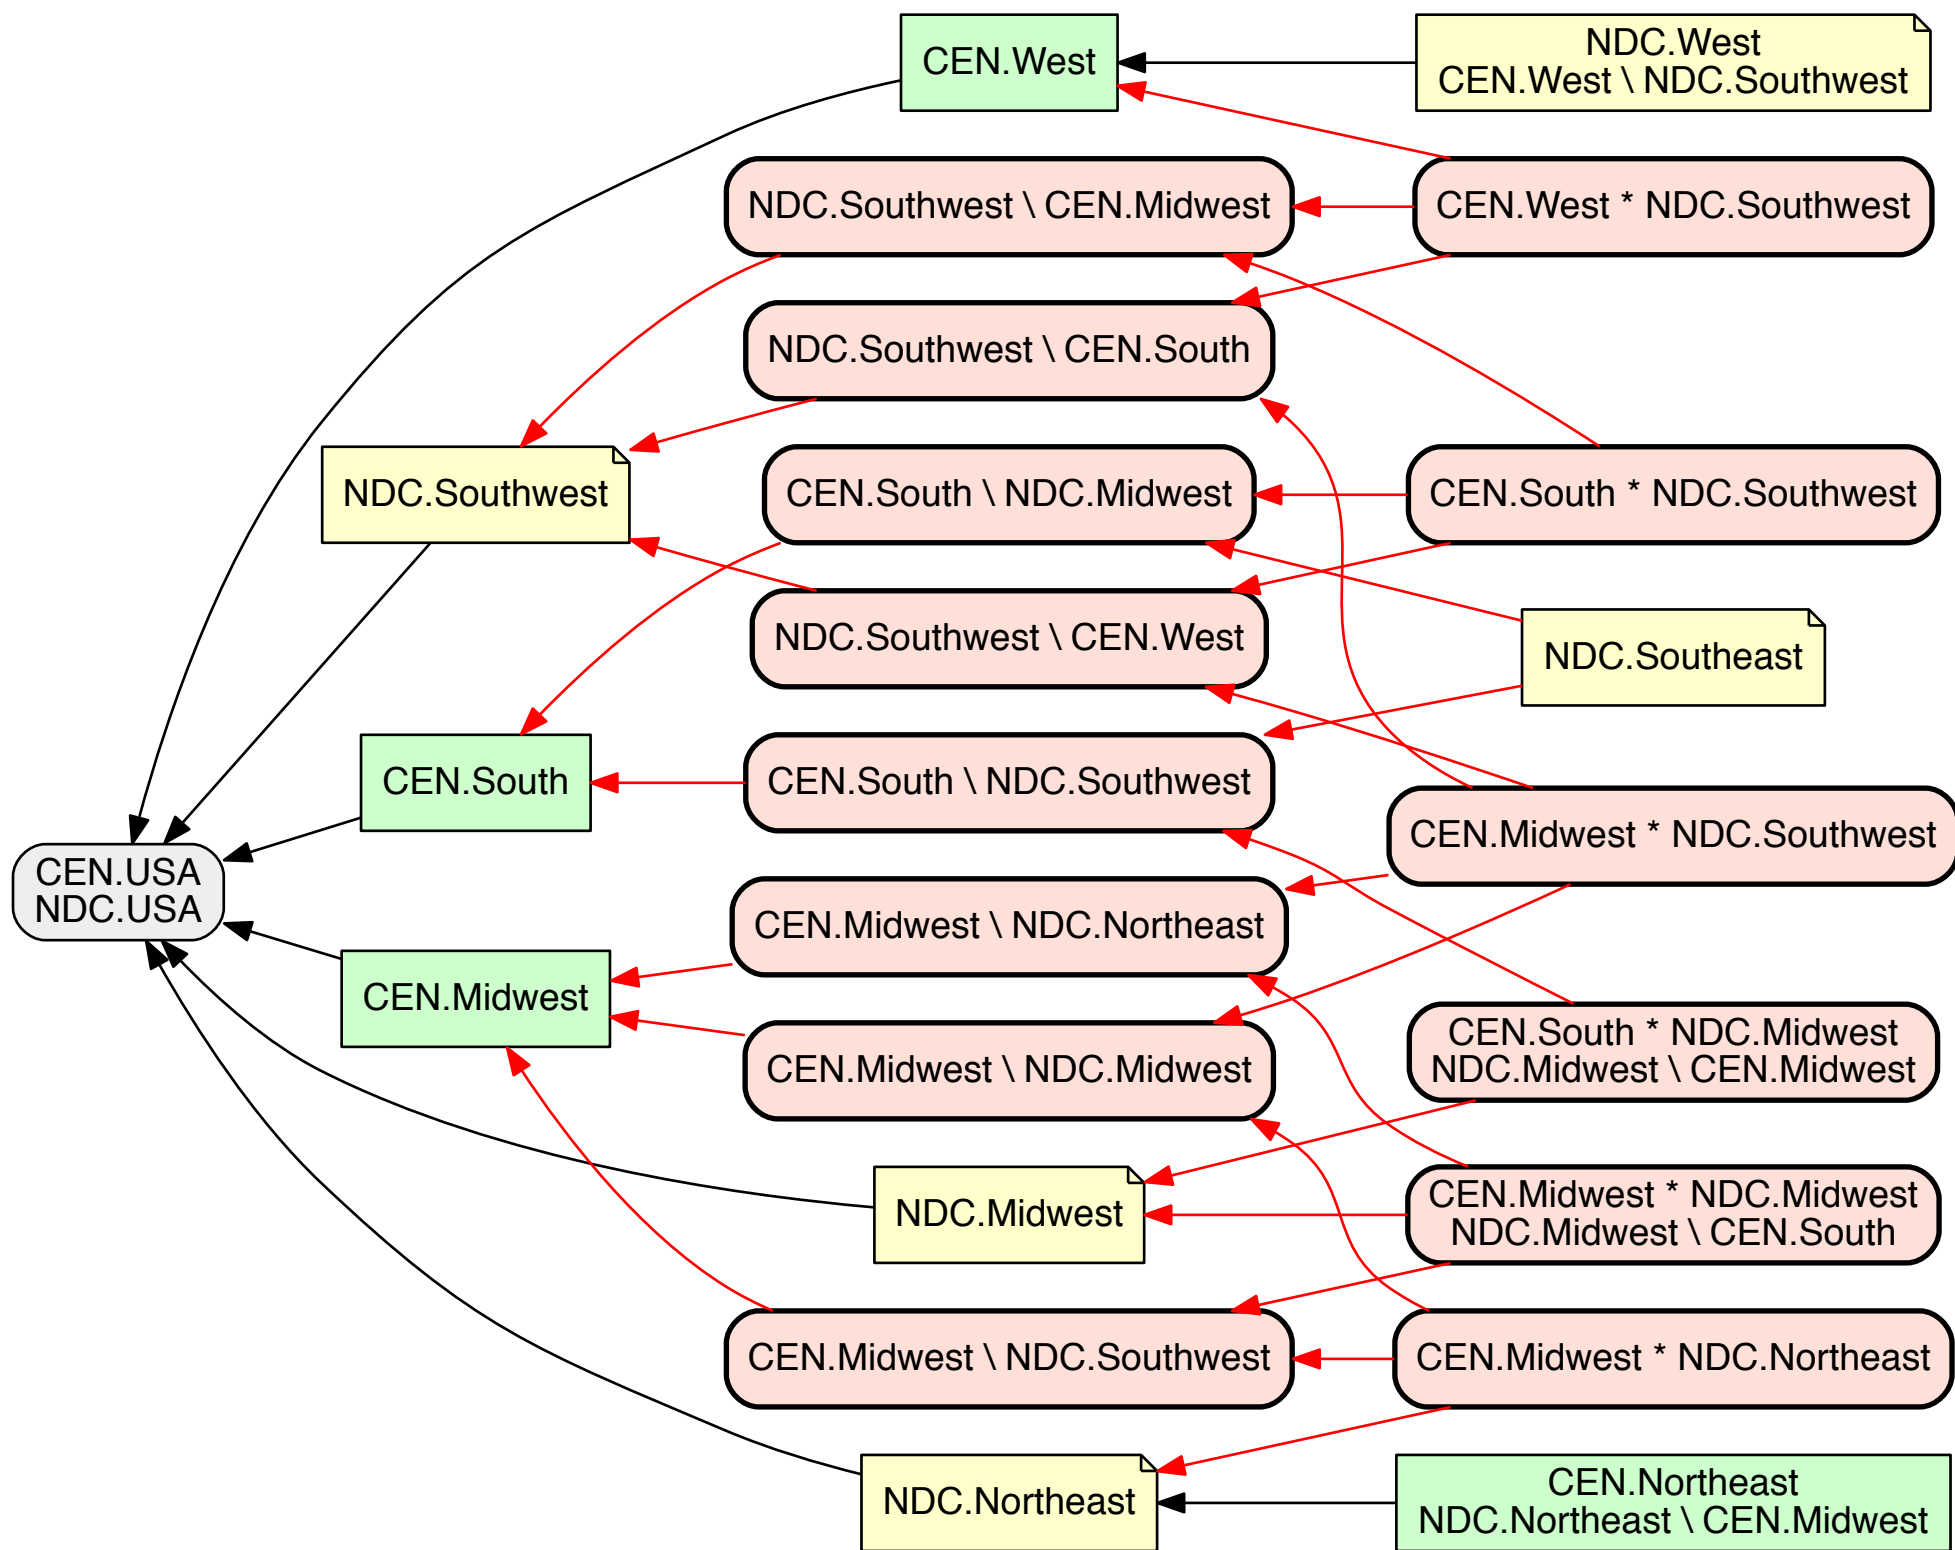 CEN.West
NDC.West
CEN.West \ NDC.Southwest
NDC.Southwest \ CEN.Midwest
CEN.West * NDC.Southwest
NDC.Southwest \ CEN.South
NDC.Southwest
CEN.South \ NDC.Midwest
CEN.South * NDC.Southwest
NDC.Southwest \ CEN.West
NDC.Southeast
CEN.South
CEN.South \ NDC.Southwest
CEN.Midwest * NDC.Southwest
CEN.USA
NDC.USA
CEN.Midwest \ NDC.Northeast
CEN.Midwest
CEN.South * NDC.Midwest
NDC.Midwest \ CEN.Midwest
CEN.Midwest \ NDC.Midwest
NDC.Midwest
CEN.Midwest * NDC.Midwest
NDC.Midwest \ CEN.South
CEN.Midwest \ NDC.Southwest
CEN.Midwest * NDC.Northeast
NDC.Northeast
CEN.Northeast
NDC.Northeast \ CEN.Midwest